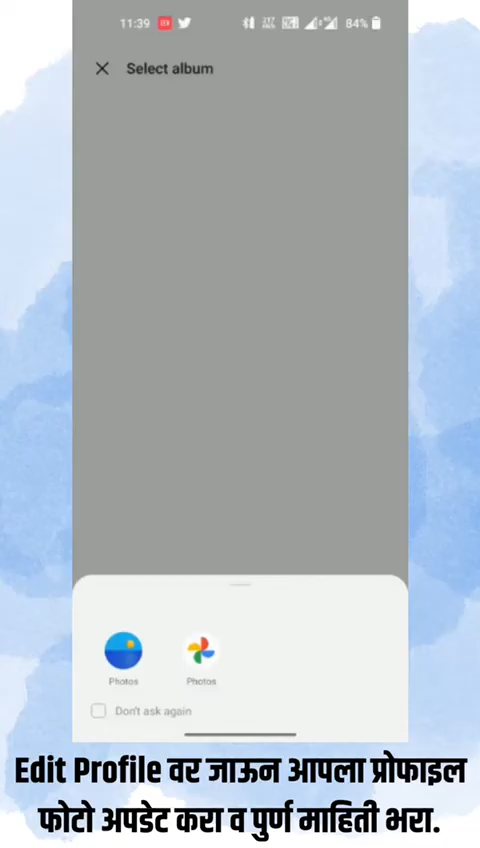 11:39
84%
Select album
Photos
Photos
Don't ask again
Edit Profile वर जाऊन आपला प्रोफाइल
फोटो अपडेट करा व पुर्ण माहिती भरा.